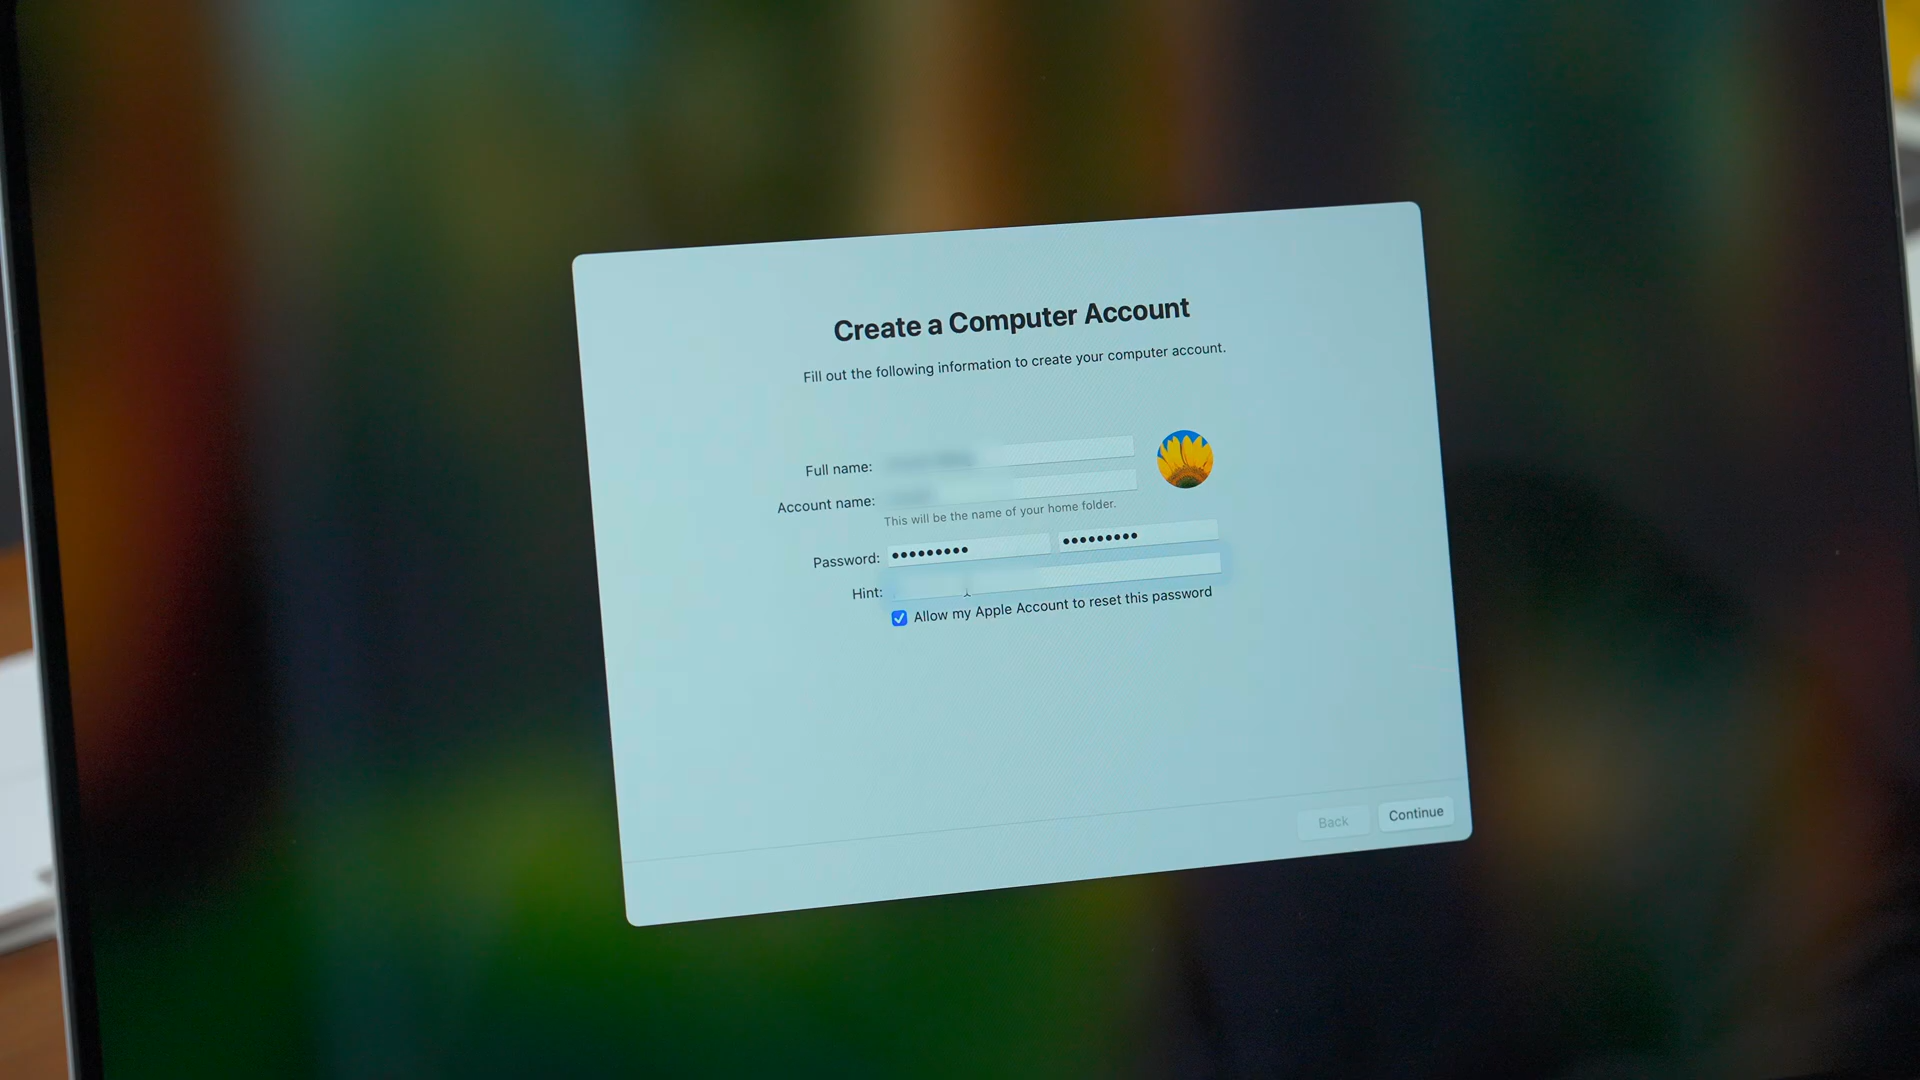 Create a Computer Account
Fill out the following information to create your computer account.
Full name:
Account name:
This will be the name of your home folder.
Password: ••••••••• •••••••••
Hint:
Allow my Apple Account to reset this password
Back Continue